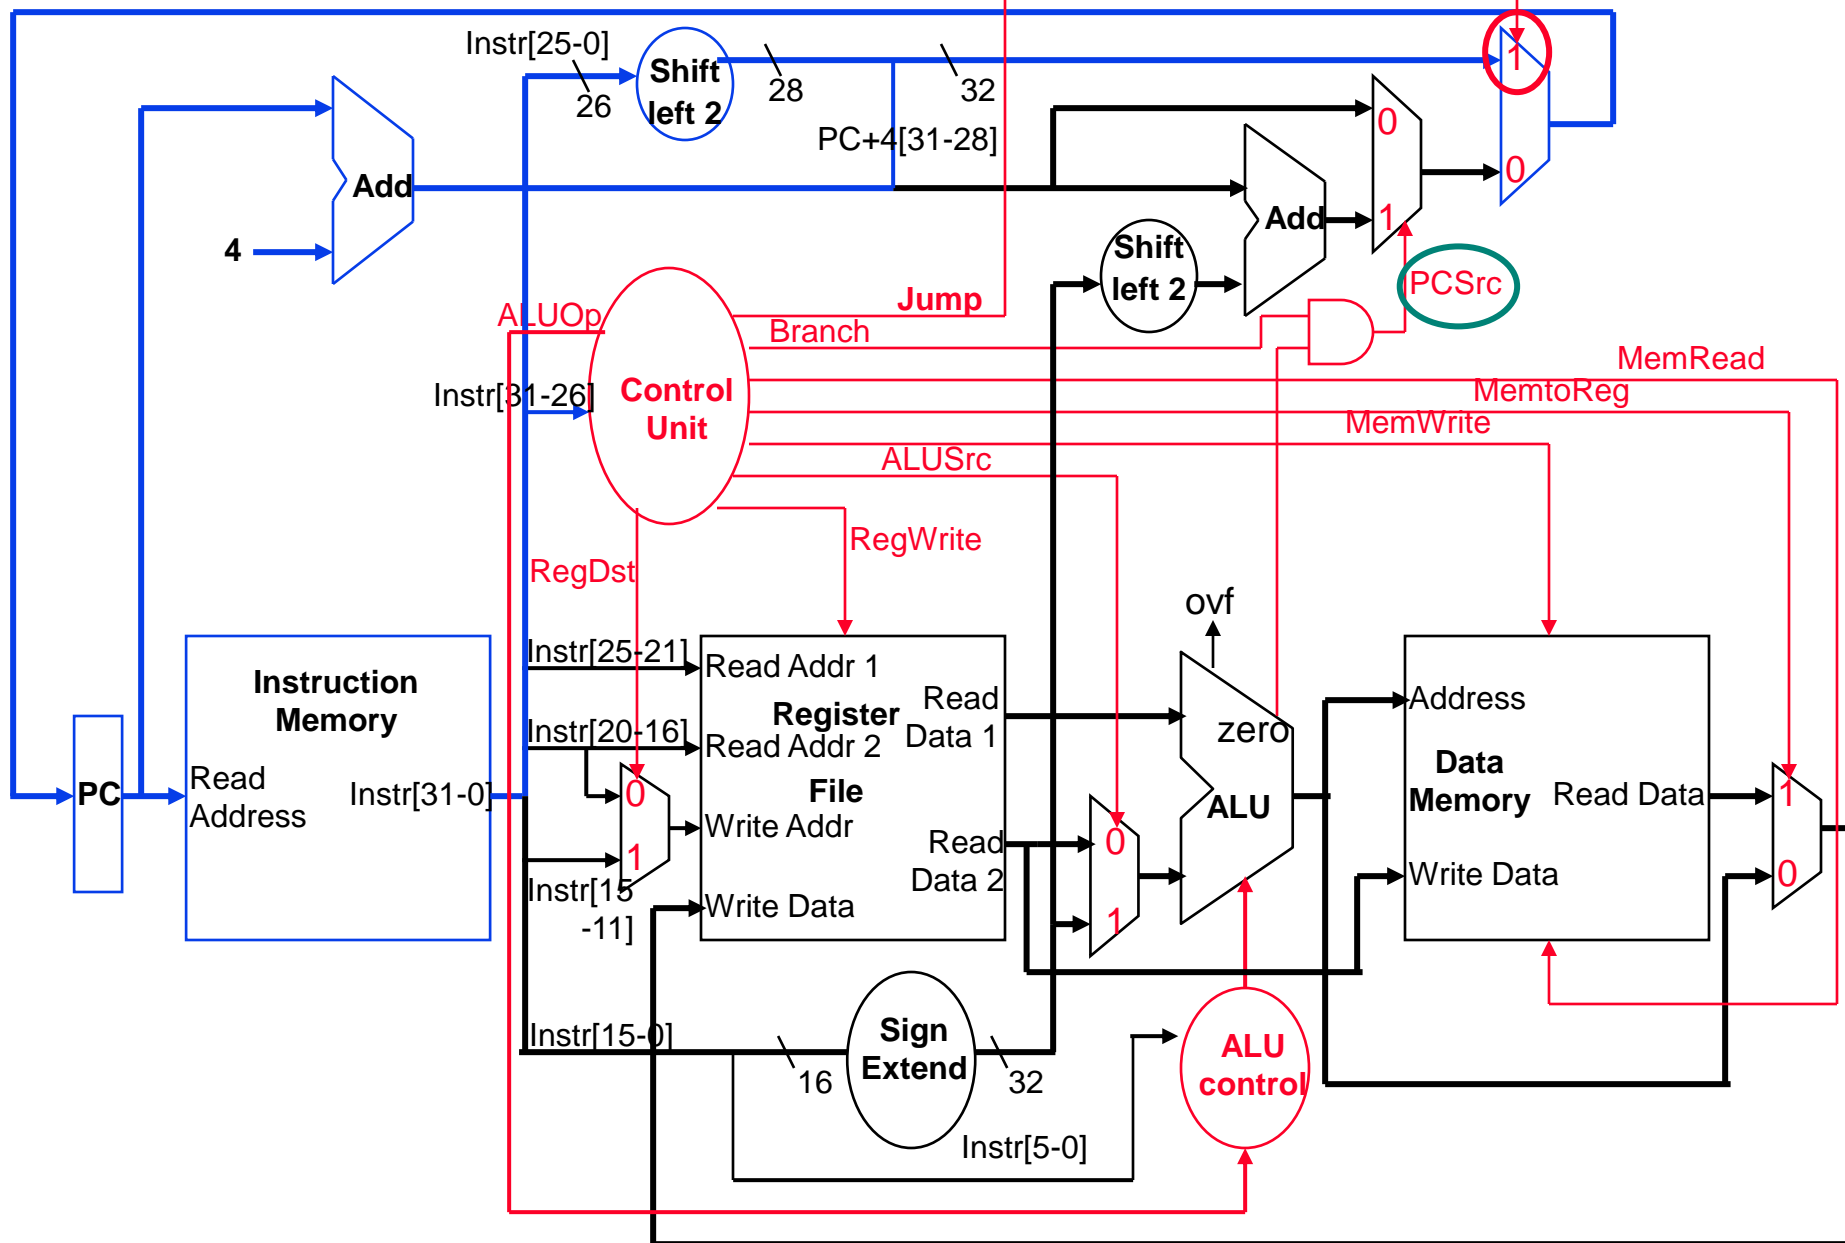 Instr[25-0]
Shift
left 2
26
28
32
1
PC+4[31-28]
0
0
Add
4
Add
1
Shift
left 2
PCSrc
ALUOp
Jump
Branch
MemRead
Instr[31-26]
Control
Unit
MemtoReg
MemWrite
ALUSrc
RegWrite
RegDst
ovf
Instr[25-21]
Read Addr 1
Instruction
Memory
Register
Read
Data 1
Instr[20-16]
Read Addr 2
zero
Address
PC
Read
Address
Instr[31-0]
0
File
Data
Memory
Read Data
1
ALU
Write Addr
0
Read
Data 2
1
Instr[15
-11]
Write Data
1
Write Data
0
Instr[15-0]
16
Sign
Extend
32
ALU
control
Instr[5-0]